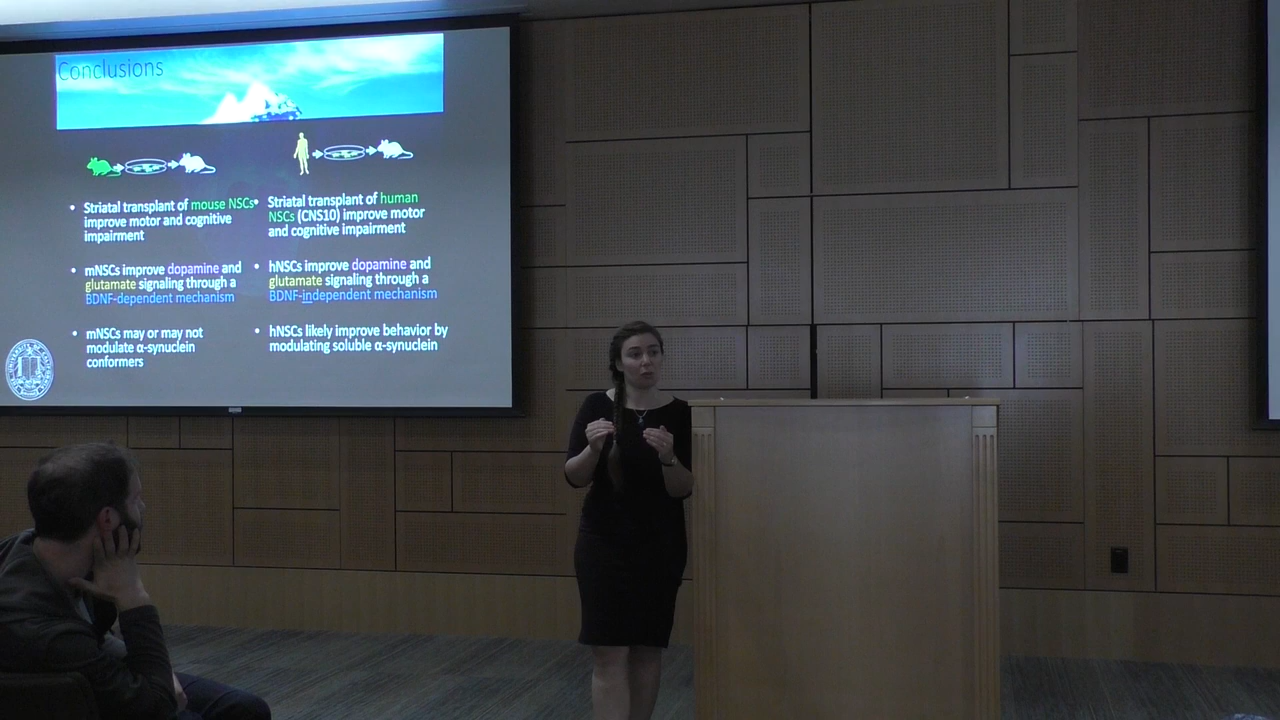 Conclusions
• Striatal transplant of mouse NSCs
improve motor and cognitive
impairment
• mNSCs improve dopamine and
glutamate signaling through a
BDNF-dependent mechanism
• mNSCs may or may not
modulate α-synuclein
conformers
• Striatal transplant of human
NSCs (CNS10) improve motor
and cognitive impairment
• hNSCs improve dopamine and
glutamate signaling through a
BDNF-independent mechanism
• hNSCs likely improve behavior by
modulating soluble α-synuclein